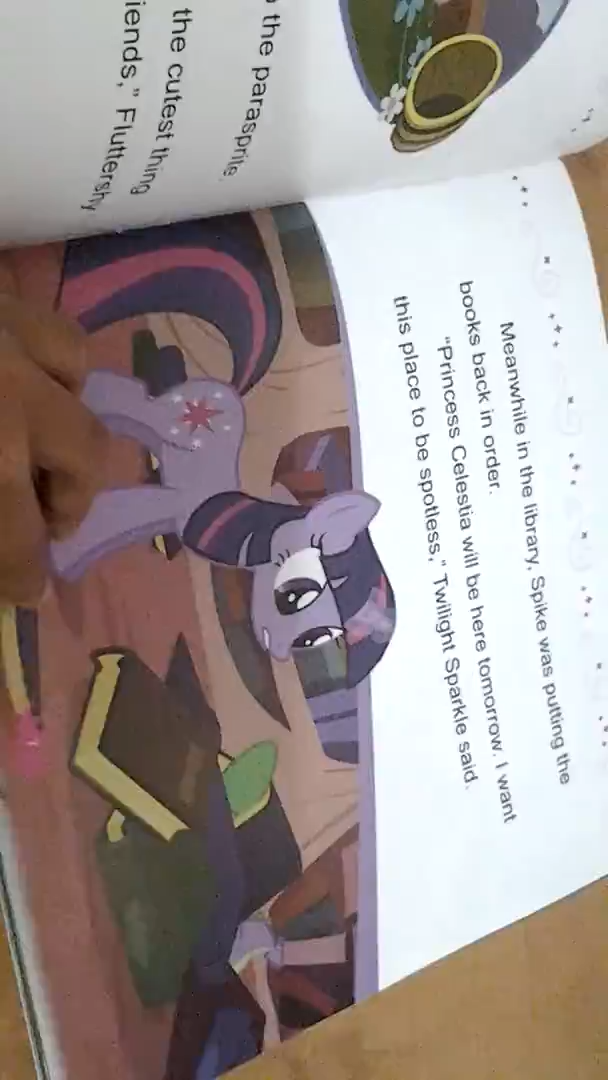 the parasprite.
the cutest thing
iends," Fluttershy
Meanwhile in the library, Spike was putting the
books back in order.
"Princess Celestia will be here tomorrow. I want
this place to be spotless," Twilight Sparkle said.